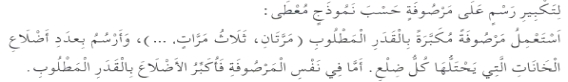 لِتَكْبِيرِ رَسْمٍ عَلَى مَرْصُوفَةٍ حَسَبَ نَمُوذَجٍ مُعْطًى :
أَسْتَعْمِلُ مَرْصُوفَةً مُكَبَّرَةً بِالْقَدْرِ الْمَطْلُوبِ ( مَرَّتَانِ، ثَلَاثُ مَرَّاتٍ، ... )، وَأَرْسُمُ بِعَدَدِ أَضْلَاعِ
الْخَانَاتِ الَّتِي يَحْتَلُّهَا كُلُّ ضِلْعٍ. أَمَّا فِي نَفْسِ الْمَرْصُوفَةِ فَأُكَبِّرُ الْأَضْلَاعَ بِالْقَدْرِ الْمَطْلُوبِ.